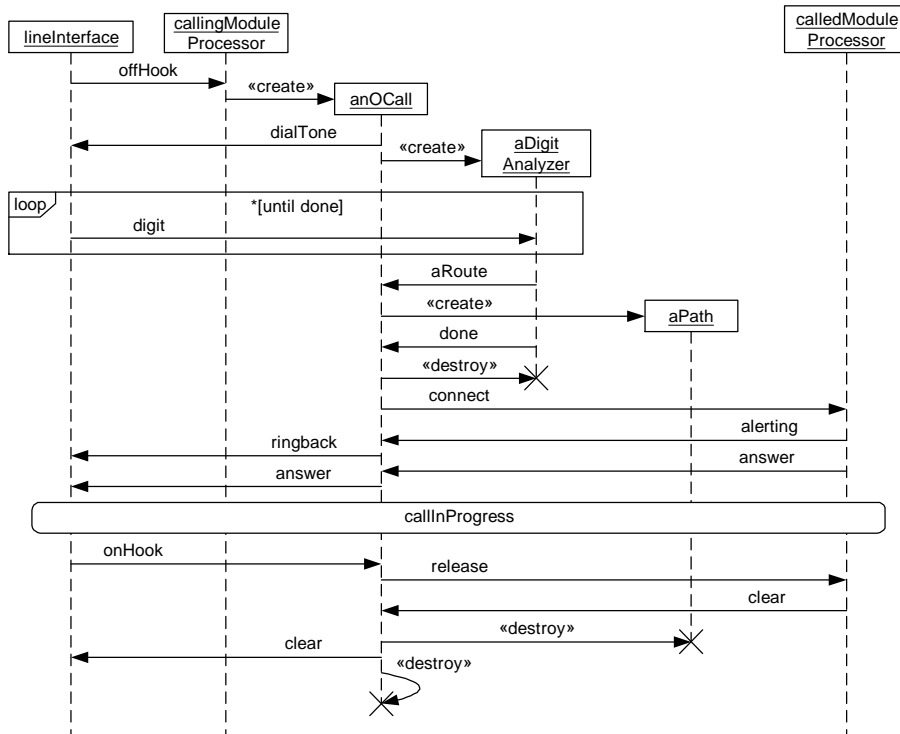 lineInterface
callingModule
Processor
calledModule
Processor
offHook
«create»
anOCall
dialTone
«create»
aDigit
Analyzer
loop
*[until done]
digit
aRoute
«create»
aPath
done
«destroy»
connect
alerting
ringback
answer
answer
callInProgress
onHook
release
clear
«destroy»
clear
«destroy»